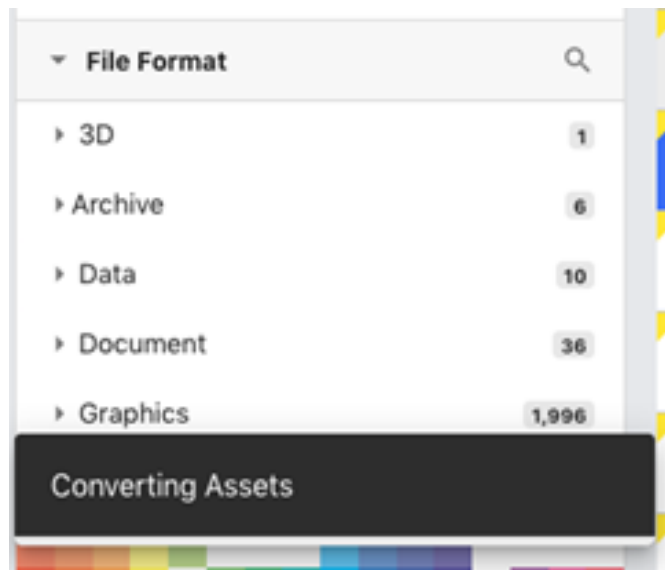 File Format
3D 1
Archive 6
Data 10
Document 36
Graphics 1,996
Converting Assets